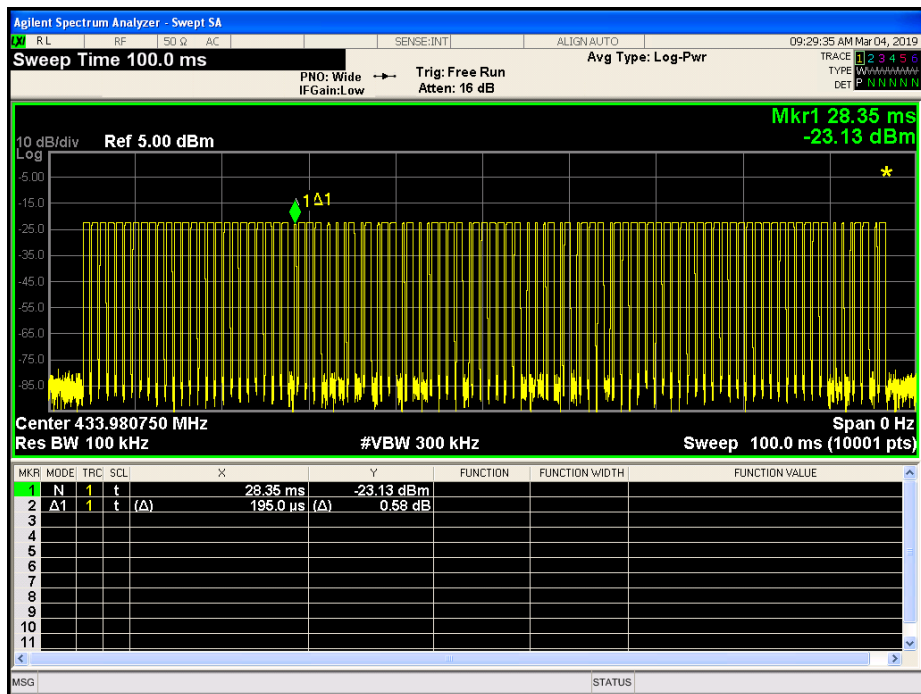 Agilent Spectrum Analyzer - Swept SA
LXI RL RF 50 Ω AC SENSE:INT ALIGNAUTO 09:29:35 AM Mar 04, 2019
Sweep Time 100.0 ms
PNO: Wide
IFGain:Low
Trig: Free Run
Atten: 16 dB
Avg Type: Log-Pwr
TRACE 1 2 3 4 5 6
TYPE W
DET P N N N N N
Mkr1 28.35 ms
-23.13 dBm
10 dB/div Ref 5.00 dBm
Log
-5.00
-15.0
-25.0
-35.0
-45.0
-55.0
-65.0
-75.0
-85.0
1Δ1
*
Center 433.980750 MHz Span 0 Hz
Res BW 100 kHz #VBW 300 kHz Sweep 100.0 ms (10001 pts)
MKR MODE TRC SCL X Y FUNCTION FUNCTION WIDTH FUNCTION VALUE
1 N 1 t 28.35 ms -23.13 dBm
2 Δ1 1 t (Δ) 195.0 µs (Δ) 0.58 dB
3
4
5
6
7
8
9
10
11
MSG STATUS